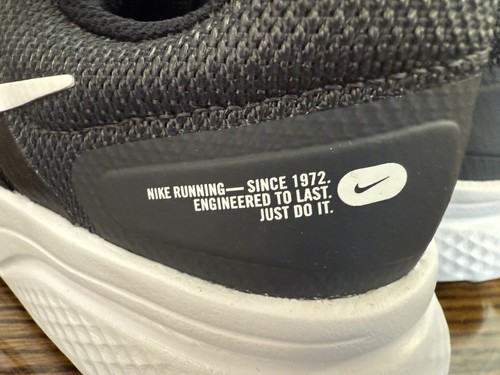 NIKE RUNNING— SINCE 1972.
ENGINEERED TO LAST.
JUST DO IT.